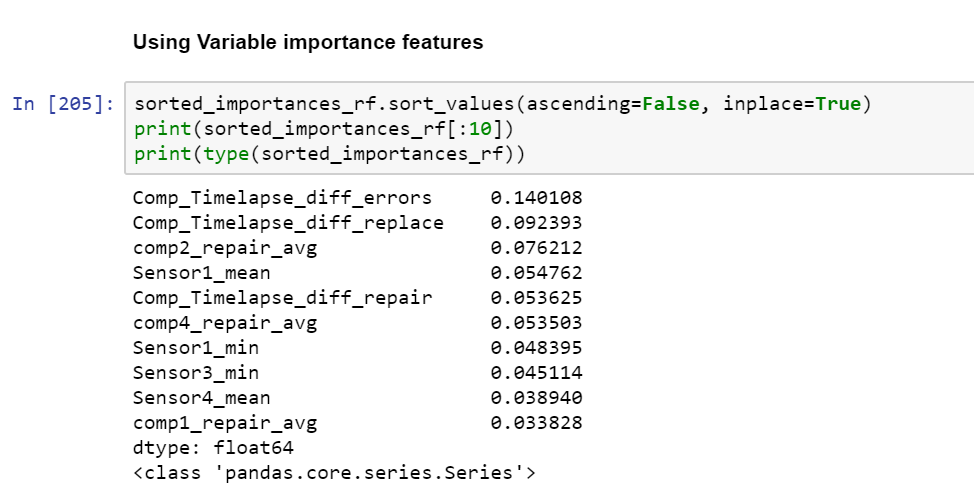 Using Variable importance features
In [205]: sorted_importances_rf.sort_values(ascending=False, inplace=True)
print(sorted_importances_rf[:10])
print(type(sorted_importances_rf))
Comp_Timelapse_diff_errors     0.140108
Comp_Timelapse_diff_replace    0.092393
comp2_repair_avg               0.076212
Sensor1_mean                   0.054762
Comp_Timelapse_diff_repair     0.053625
comp4_repair_avg               0.053503
Sensor1_min                    0.048395
Sensor3_min                    0.045114
Sensor4_mean                   0.038940
comp1_repair_avg               0.033828
dtype: float64
<class 'pandas.core.series.Series'>